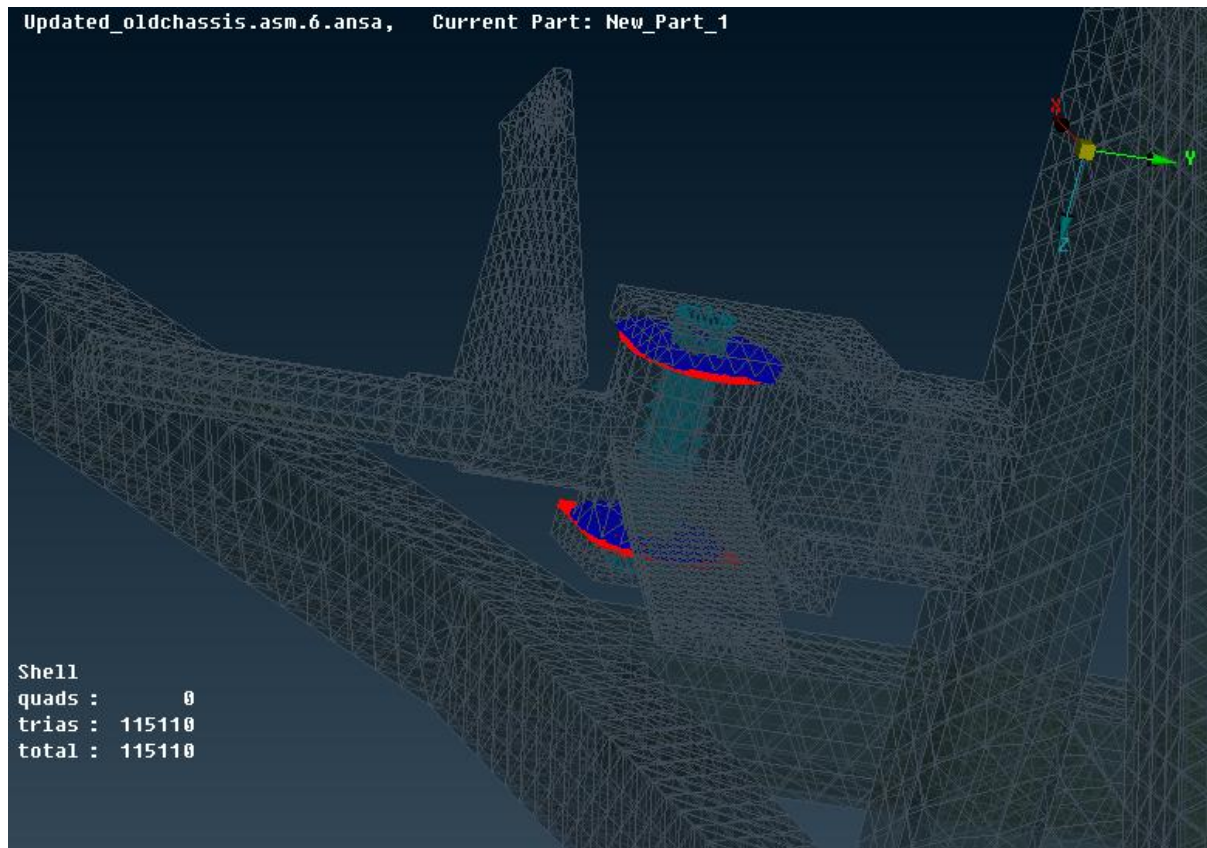 Updated_oldchassis.asm.6.ansa, Current Part: New_Part_1
X
Y
Z
Shell
quads : 0
trias : 115110
total : 115110